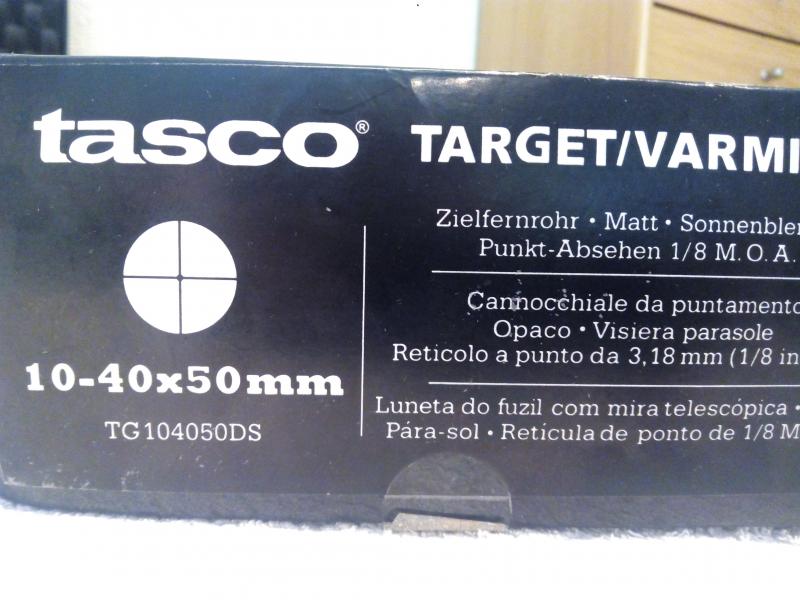 tasco®
TARGET/VARMI
Zielfernrohr • Matt • Sonnenblen
Punkt-Absehen 1/8 M.O.A.
Cannocchiale da puntamento
Opaco • Visiera parasole
Reticolo a punto da 3,18 mm (1/8 in
Luneta do fuzil com mira telescópica •
Pára-sol • Retícula de ponto de 1/8 M
10-40x50mm
TG104050DS